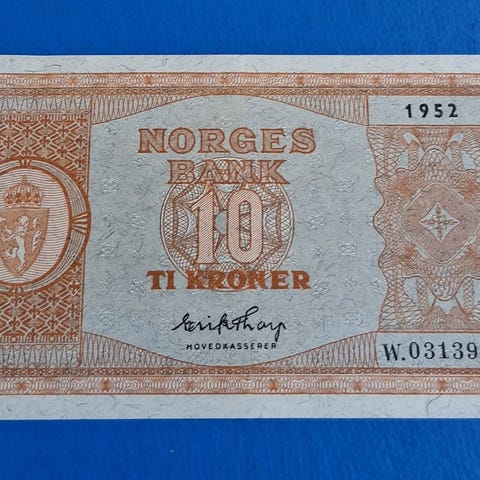 1952
NORGES
BANK
10
TI KRONER
Erik Thorp
HOVEDKASSERER
W.03139